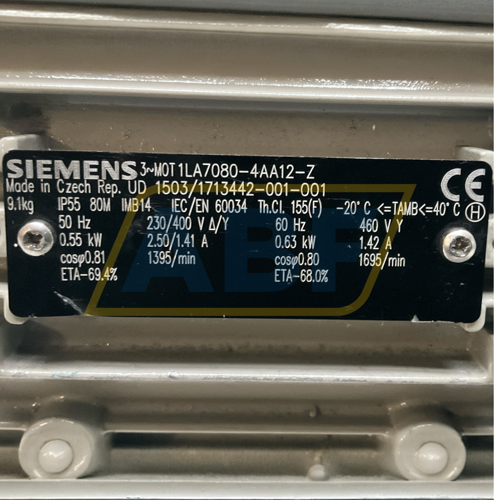 SIEMENS 3~MOT 1LA7080-4AA12-Z
Made in Czech Rep. UD 1503/1713442-001-001 CE
9.1kg IP55 80M IMB14 IEC/EN 60034 Th.Cl. 155(F) -20°C <=TAMB<=40°C H
50 Hz 230/400 V Δ/Y 60 Hz 460 V Y
0.55 kW 2.50/1.41 A 0.63 kW 1.42 A
cosφ0.81 1395/min cosφ0.80 1695/min
ETA-69.4% ETA-68.0%
ABF